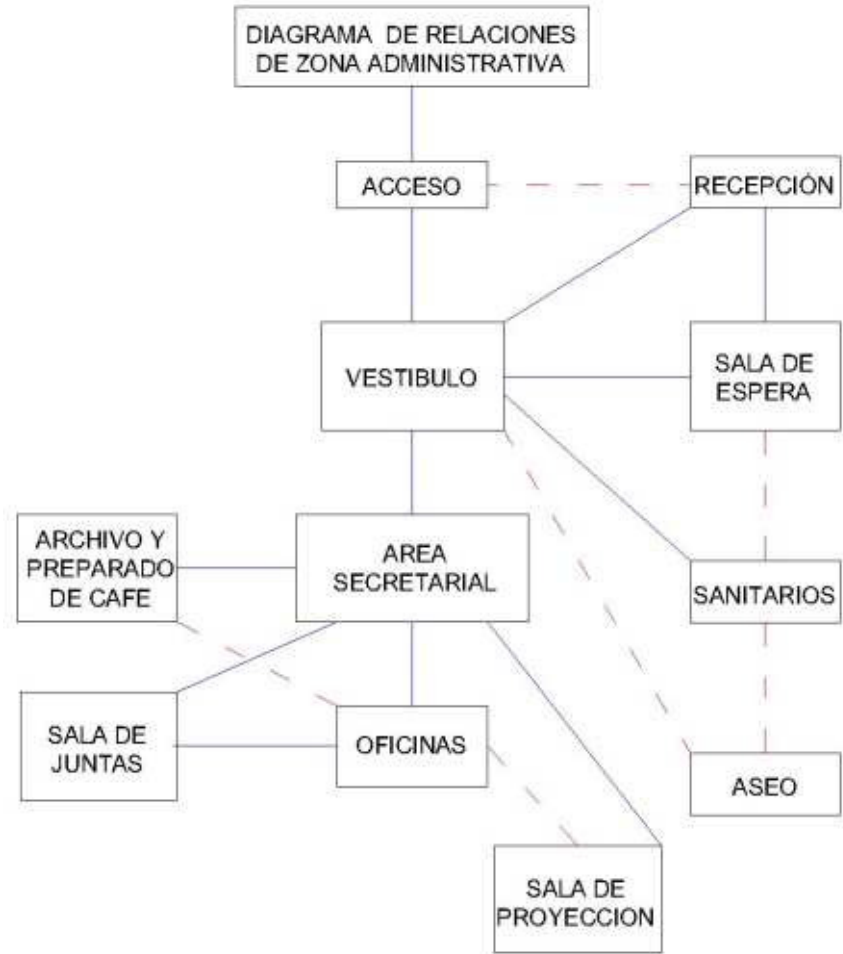 DIAGRAMA DE RELACIONES
DE ZONA ADMINISTRATIVA
ACCESO
RECEPCIÓN
VESTIBULO
SALA DE
ESPERA
ARCHIVO Y
PREPARADO
DE CAFE
AREA
SECRETARIAL
SANITARIOS
SALA DE
JUNTAS
OFICINAS
ASEO
SALA DE
PROYECCION